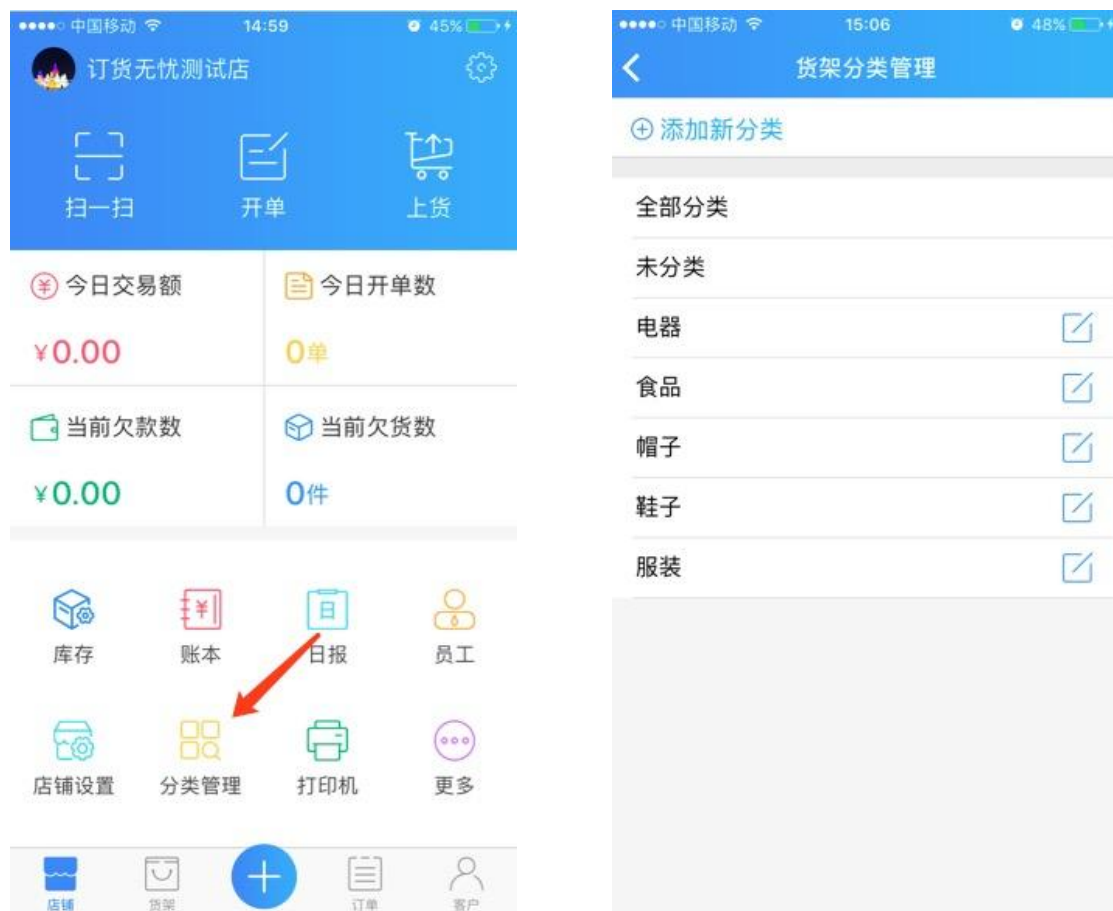 中国移动 14:59 45%
订货无忧测试店
扫一扫 开单 上货
今日交易额 今日开单数
¥0.00 0单
当前欠款数 当前欠货数
¥0.00 0件
库存 账本 日报 员工
店铺设置 分类管理 打印机 更多
店铺 货架 订单 客户
中国移动 15:06 48%
货架分类管理
添加新分类
全部分类
未分类
电器
食品
帽子
鞋子
服装